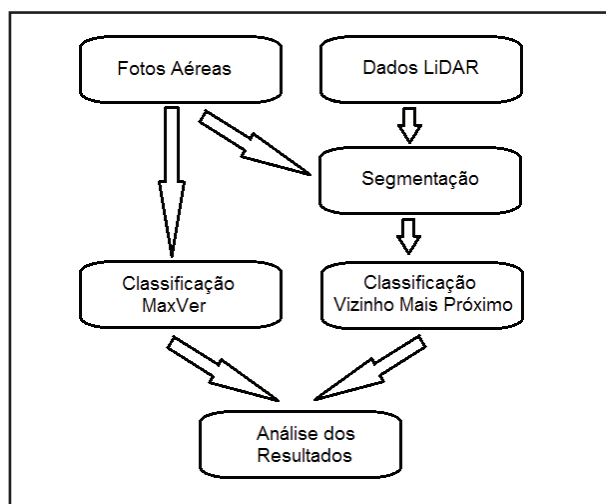 Fotos Aéreas
Dados LiDAR
Segmentação
Classificação
MaxVer
Classificação
Vizinho Mais Próximo
Análise dos
Resultados